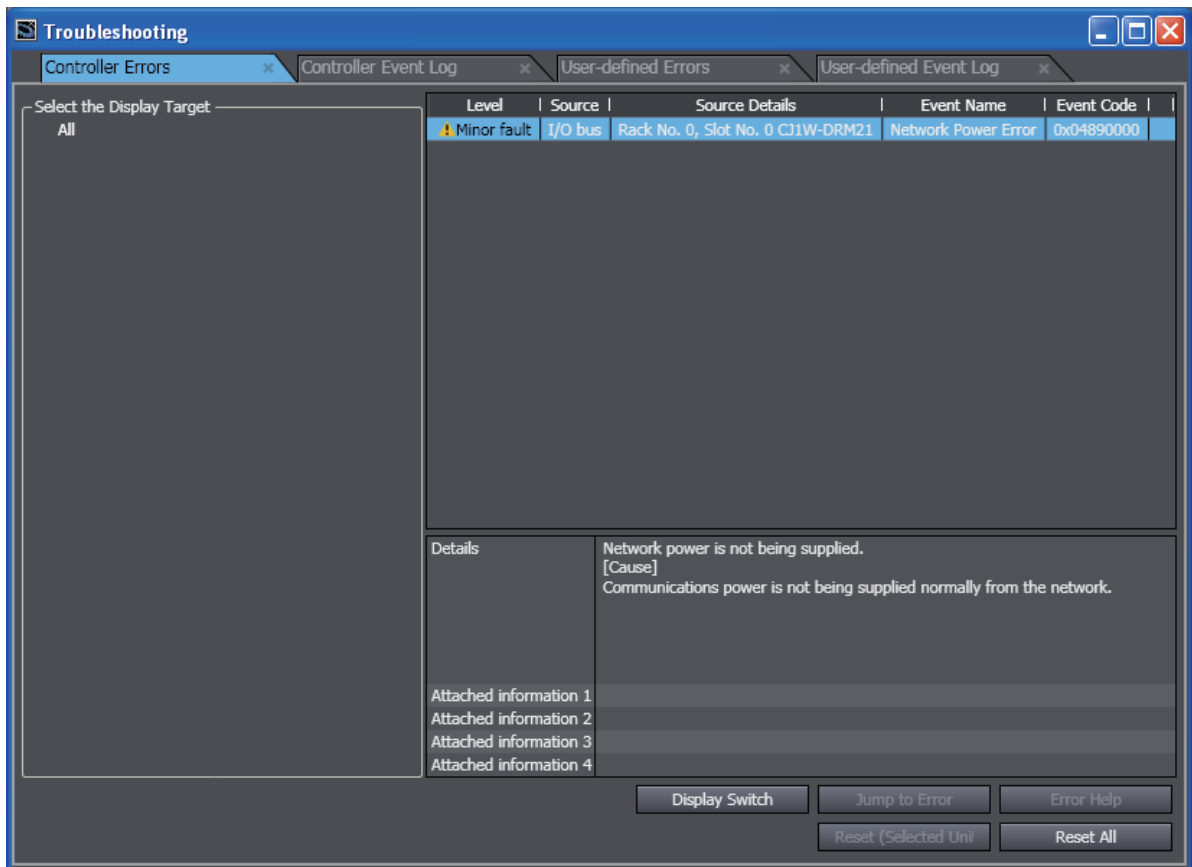 Troubleshooting
Controller Errors
Controller Event Log
User-defined Errors
User-defined Event Log
Select the Display Target
All
Level Source Source Details Event Name Event Code
Minor fault I/O bus Rack No. 0, Slot No. 0 CJ1W-DRM21 Network Power Error 0x04890000
Details
Network power is not being supplied.
[Cause]
Communications power is not being supplied normally from the network.
Attached information 1
Attached information 2
Attached information 3
Attached information 4
Display Switch Jump to Error Error Help
Reset (Selected Uni Reset All